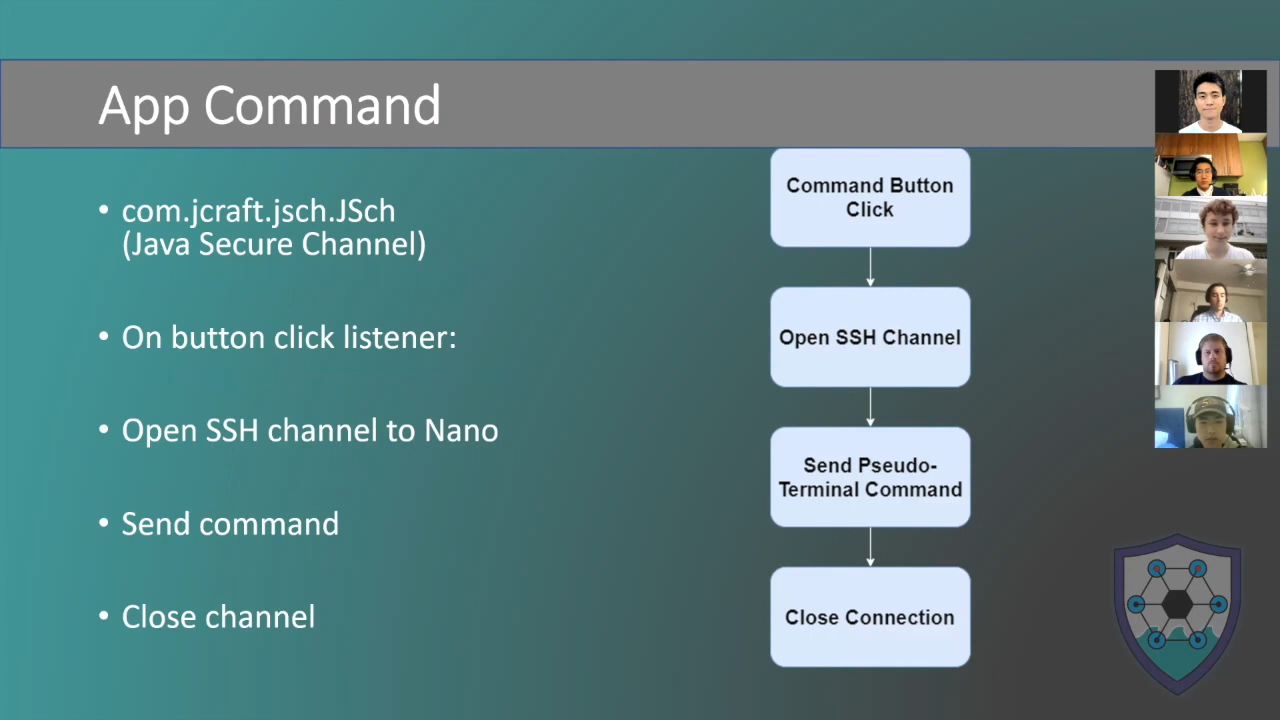 App Command
• com.jcraft.jsch.JSch
(Java Secure Channel)
• On button click listener:
• Open SSH channel to Nano
• Send command
• Close channel
Command Button
Click
Open SSH Channel
Send Pseudo-
Terminal Command
Close Connection